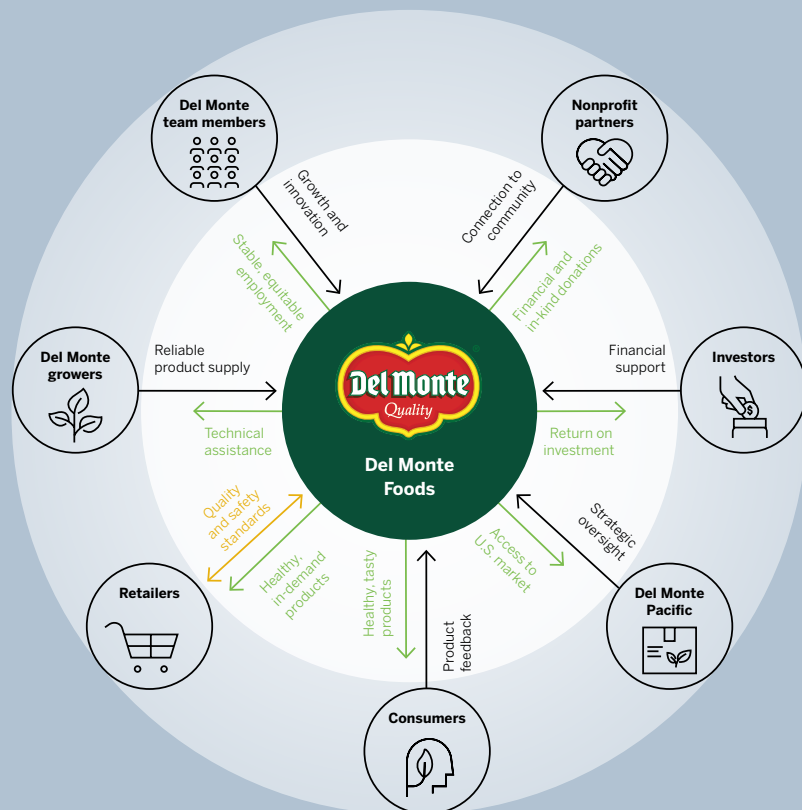 Del Monte
team members
Nonprofit
partners
Growth and
innovation
Connection to
community
Stable, equitable
employment
Financial and
in-kind donations
Del Monte
growers
Reliable
product supply
Del Monte
Quality
®
Del Monte
Foods
Financial
support
Investors
$
Technical
assistance
Return on
investment
Quality
and safety
standards
Strategic
oversight
Healthy,
in-demand
products
Healthy, tasty
products
Access to
U.S. market
Product
feedback
Retailers
Del Monte
Pacific
Consumers